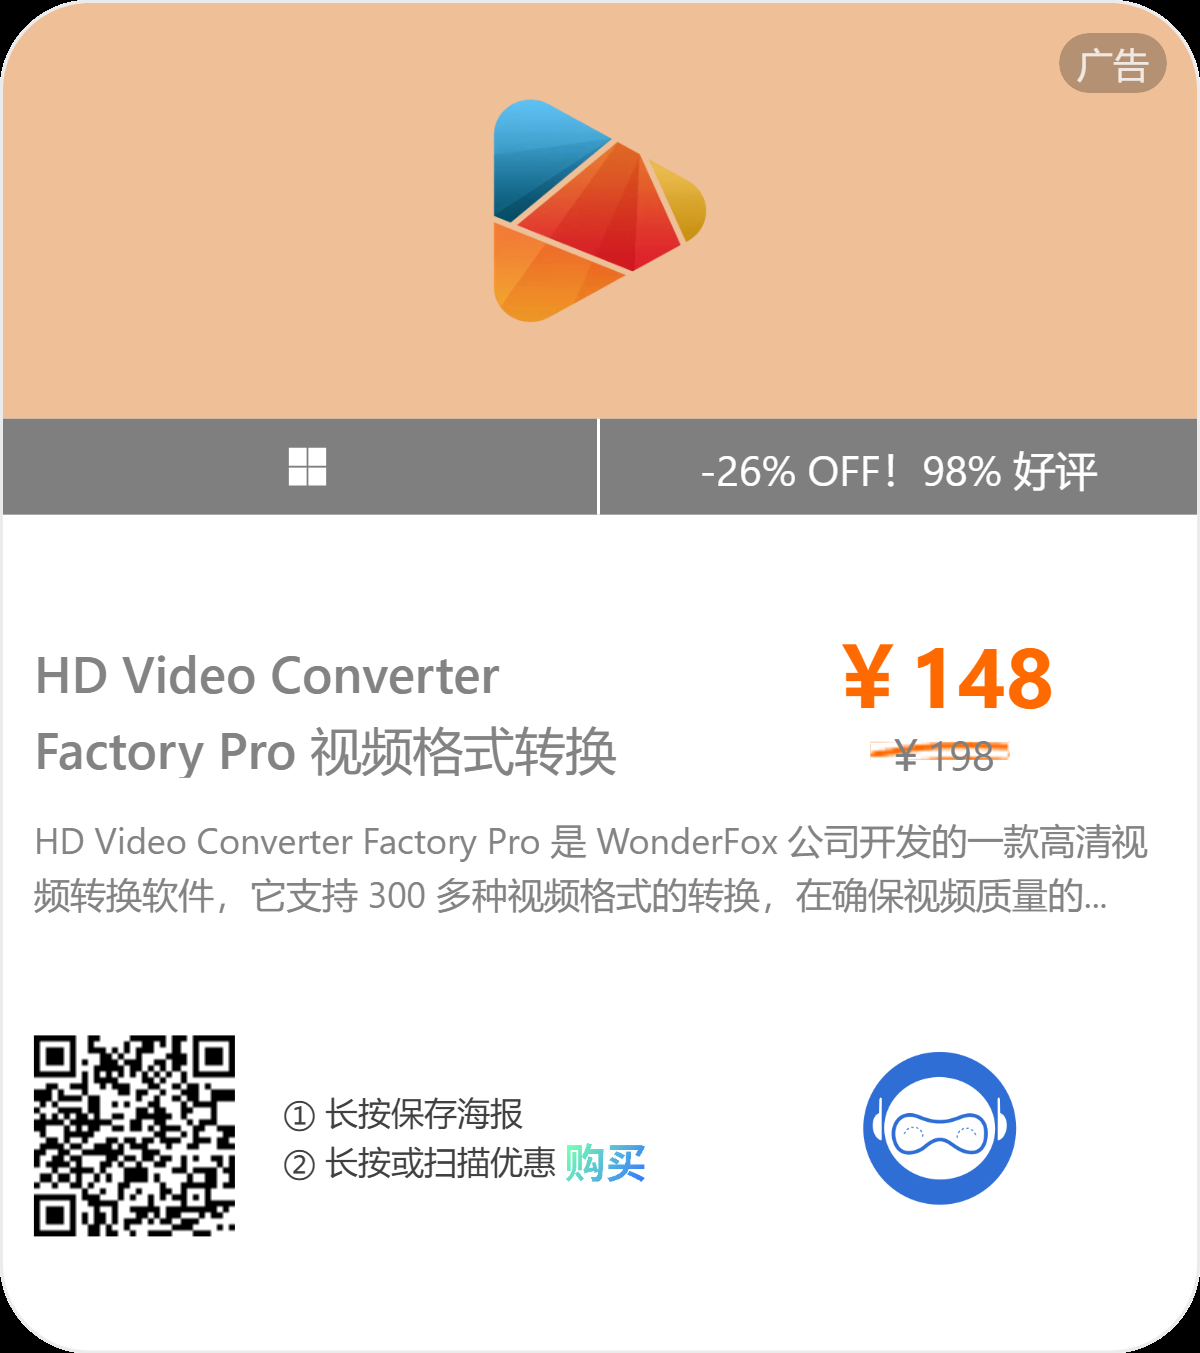 广告
-26% OFF！98% 好评
HD Video Converter
Factory Pro 视频格式转换
¥ 148
¥ 198
HD Video Converter Factory Pro 是 WonderFox 公司开发的一款高清视
频转换软件，它支持 300 多种视频格式的转换，在确保视频质量的...
① 长按保存海报
② 长按或扫描优惠 购买